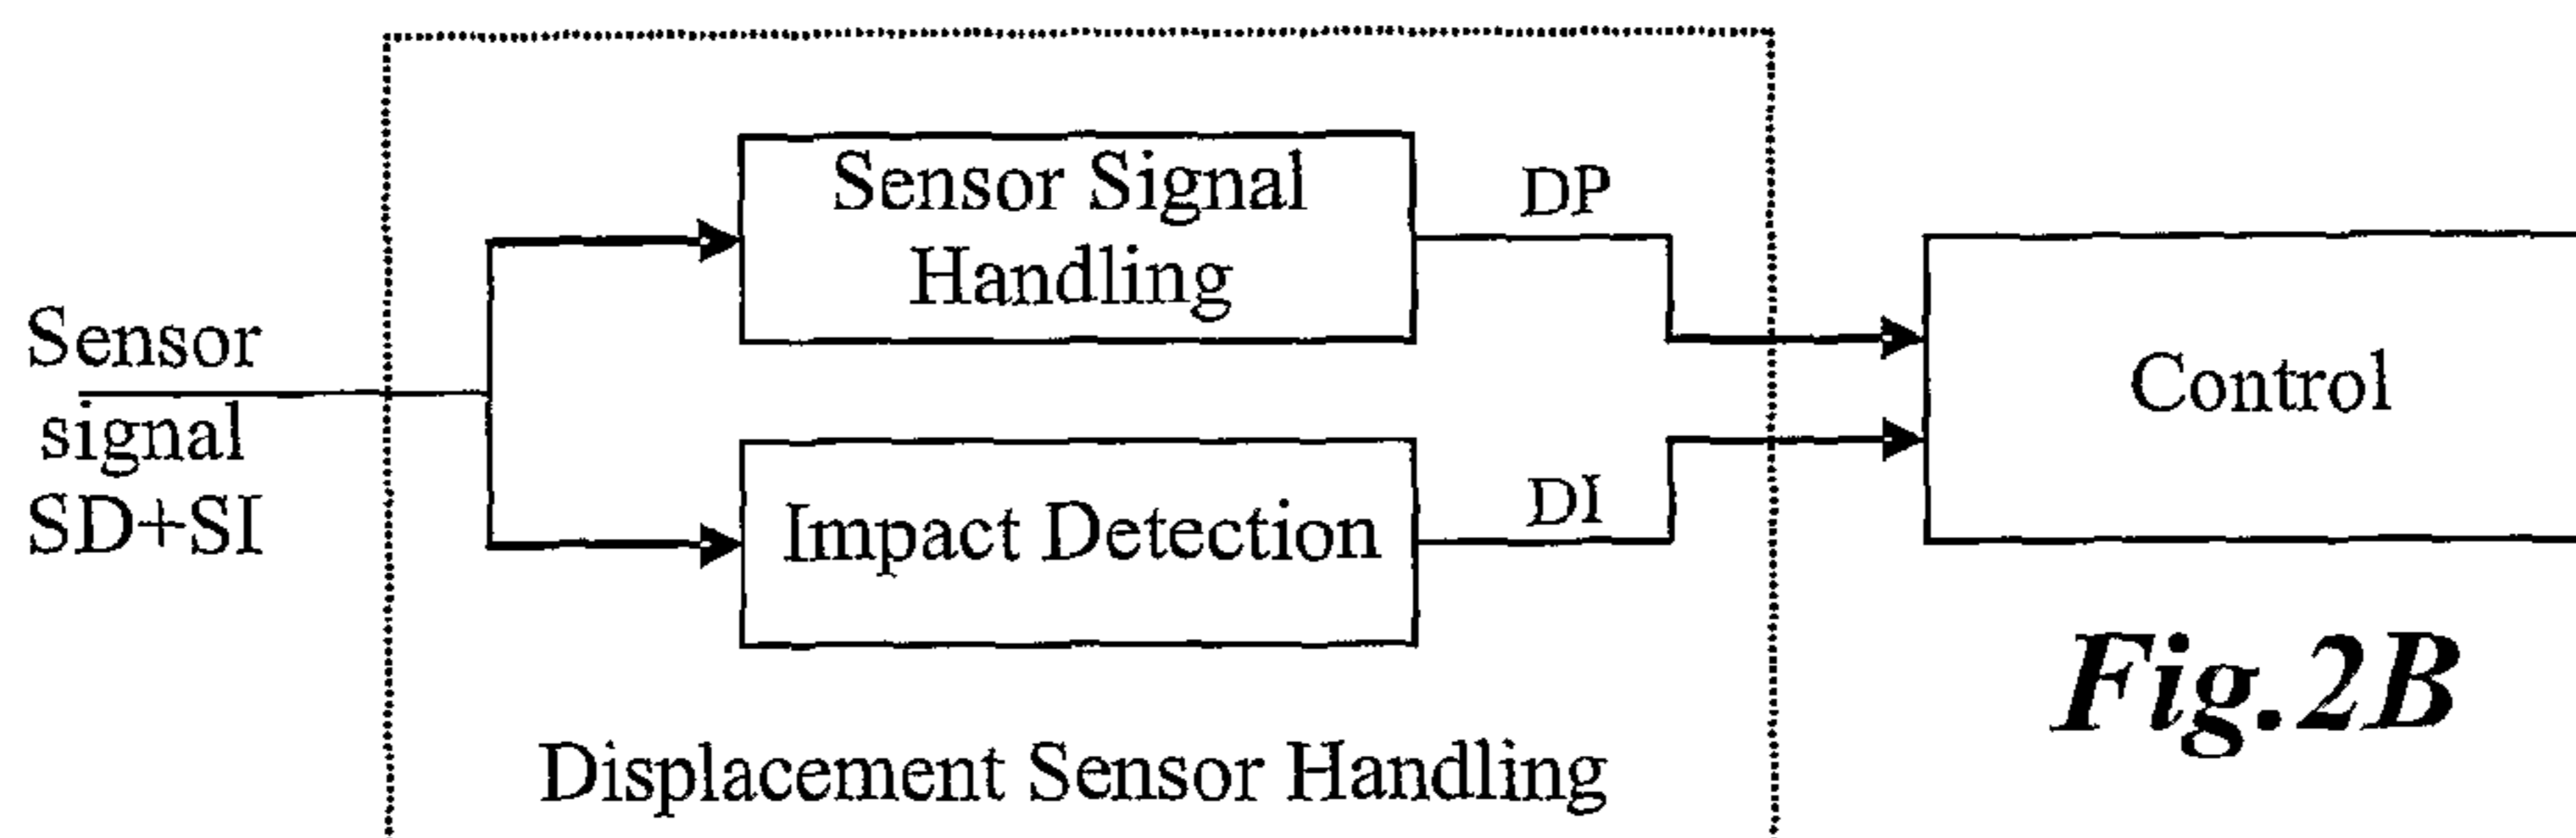 Sensor
signal
SD+SI
Sensor Signal
Handling
DP
Impact Detection
DI
Control
Displacement Sensor Handling
Fig.2B